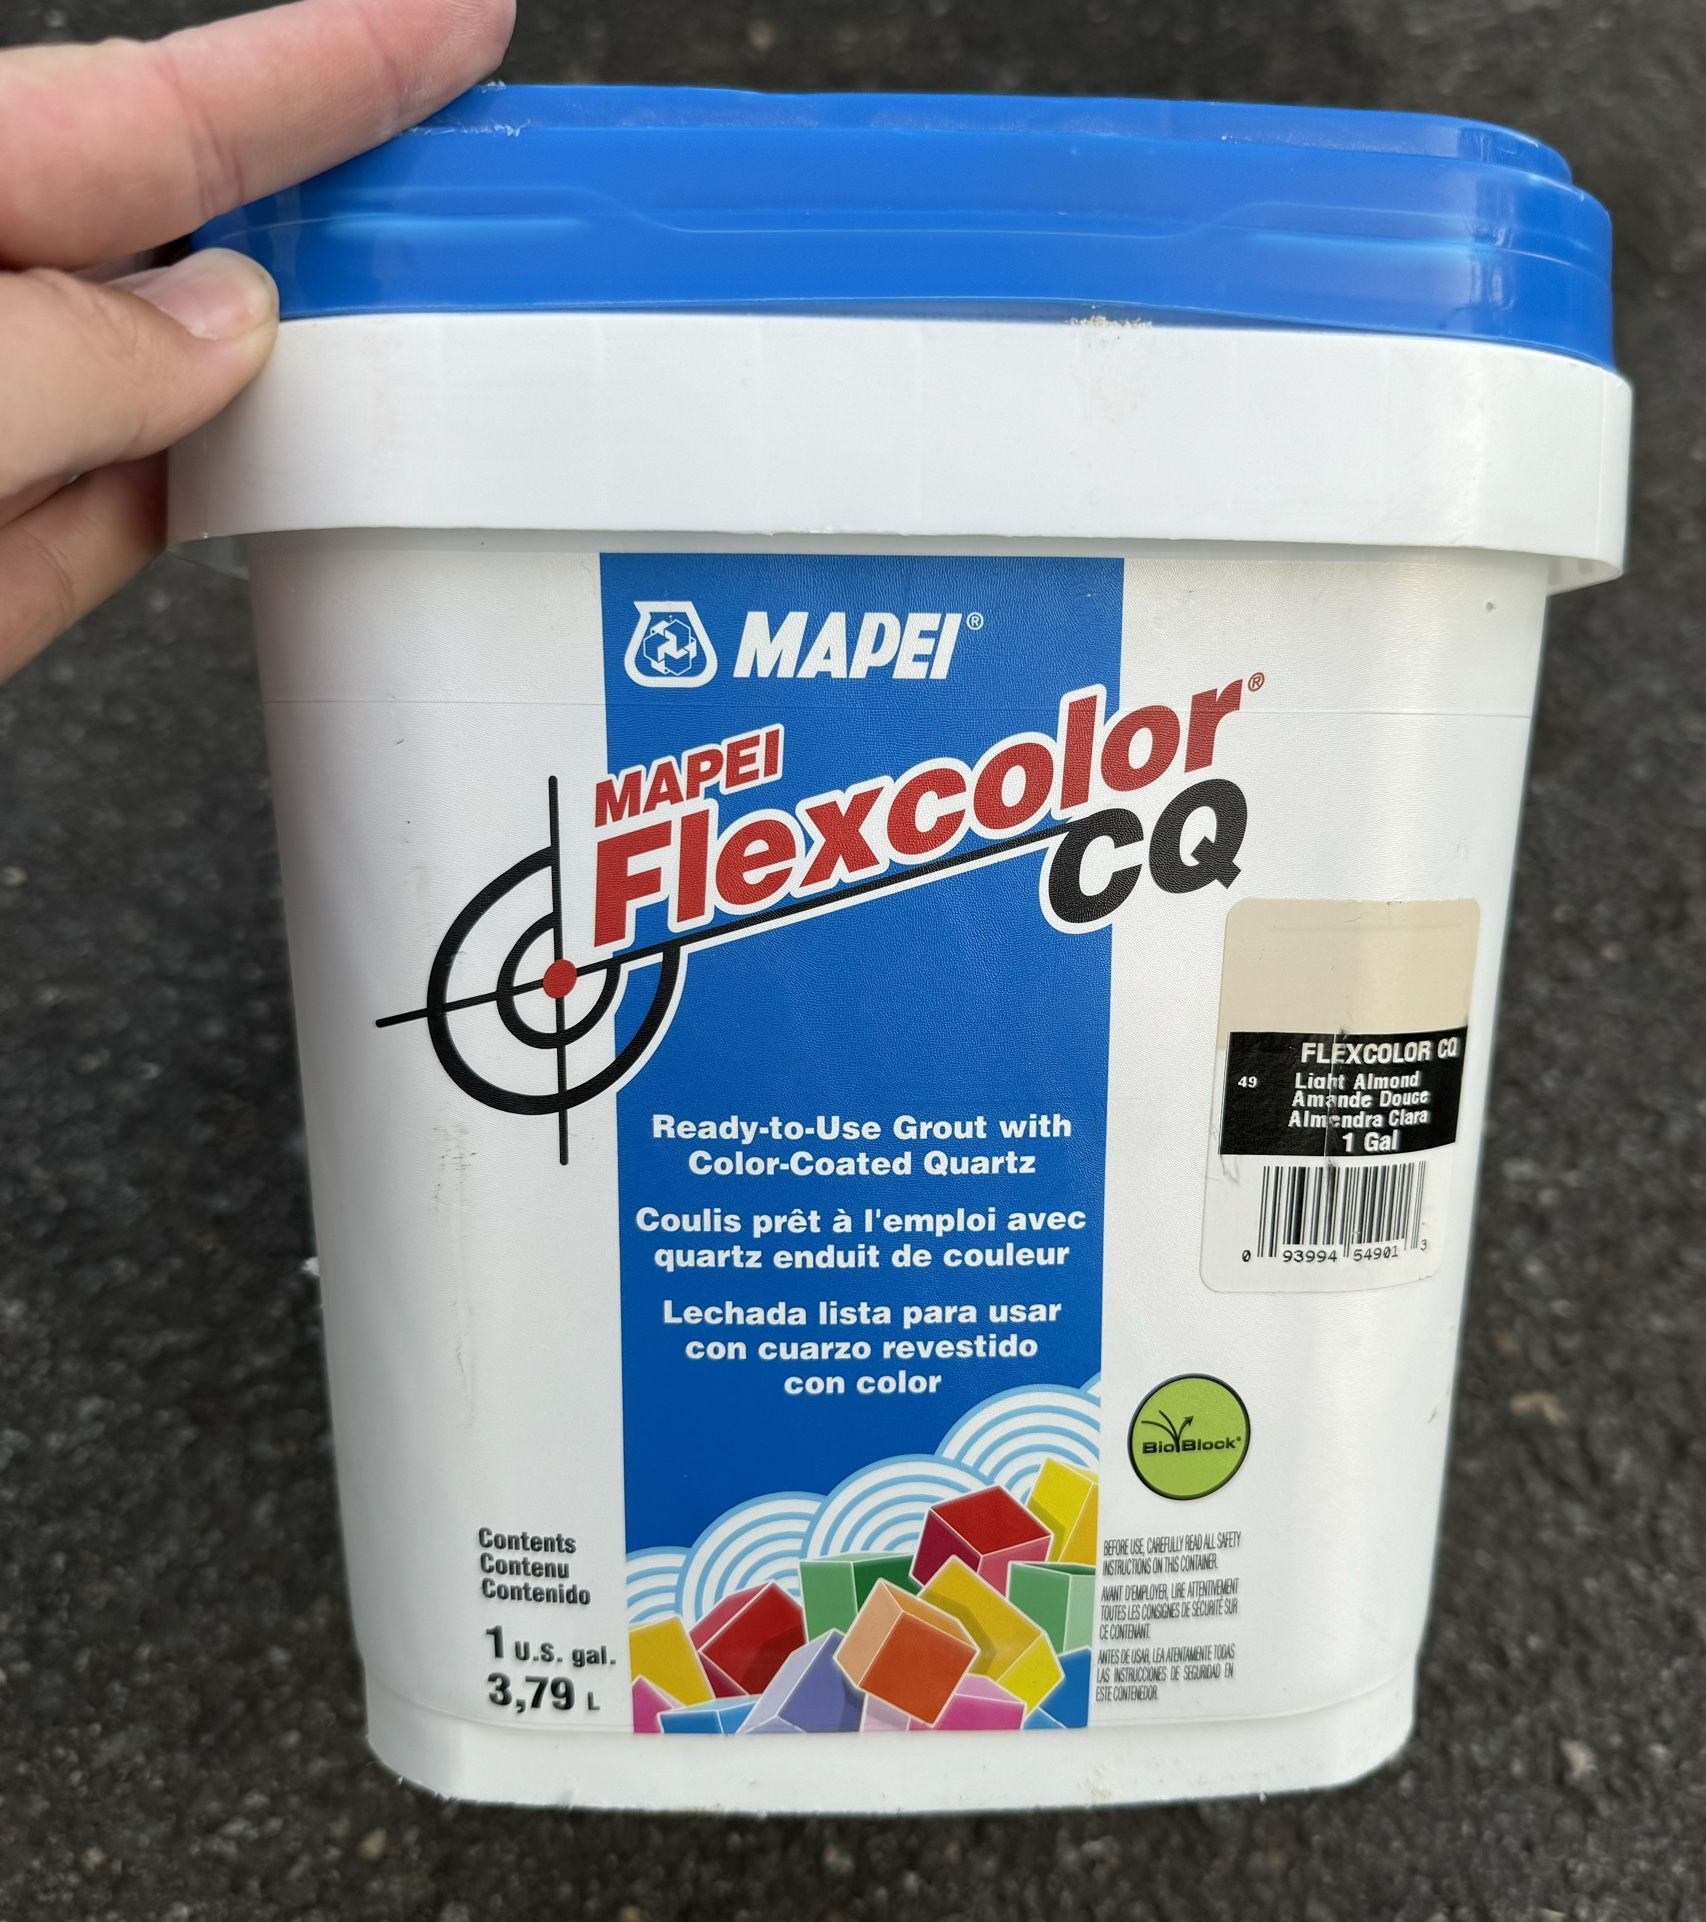 MAPEI®
MAPEI
Flexcolor®
CQ
Ready-to-Use Grout with
Color-Coated Quartz
Coulis prêt à l'emploi avec
quartz enduit de couleur
Lechada lista para usar
con cuarzo revestido
con color
FLEXCOLOR CQ
49 Light Almond
Amande Douce
Almendra Clara
1 Gal
0 93994 54901 3
BioBlock®
Contents
Contenu
Contenido
1 U.S. gal.
3,79 L
BEFORE USE, CAREFULLY READ ALL SAFETY
INSTRUCTIONS ON THIS CONTAINER.
AVANT D'EMPLOYER, LIRE ATTENTIVEMENT
TOUTES LES CONSIGNES DE SÉCURITÉ SUR
CE CONTENANT.
ANTES DE USAR, LEA ATENTAMENTE TODAS
LAS INSTRUCCIONES DE SEGURIDAD EN
ESTE CONTENEDOR.